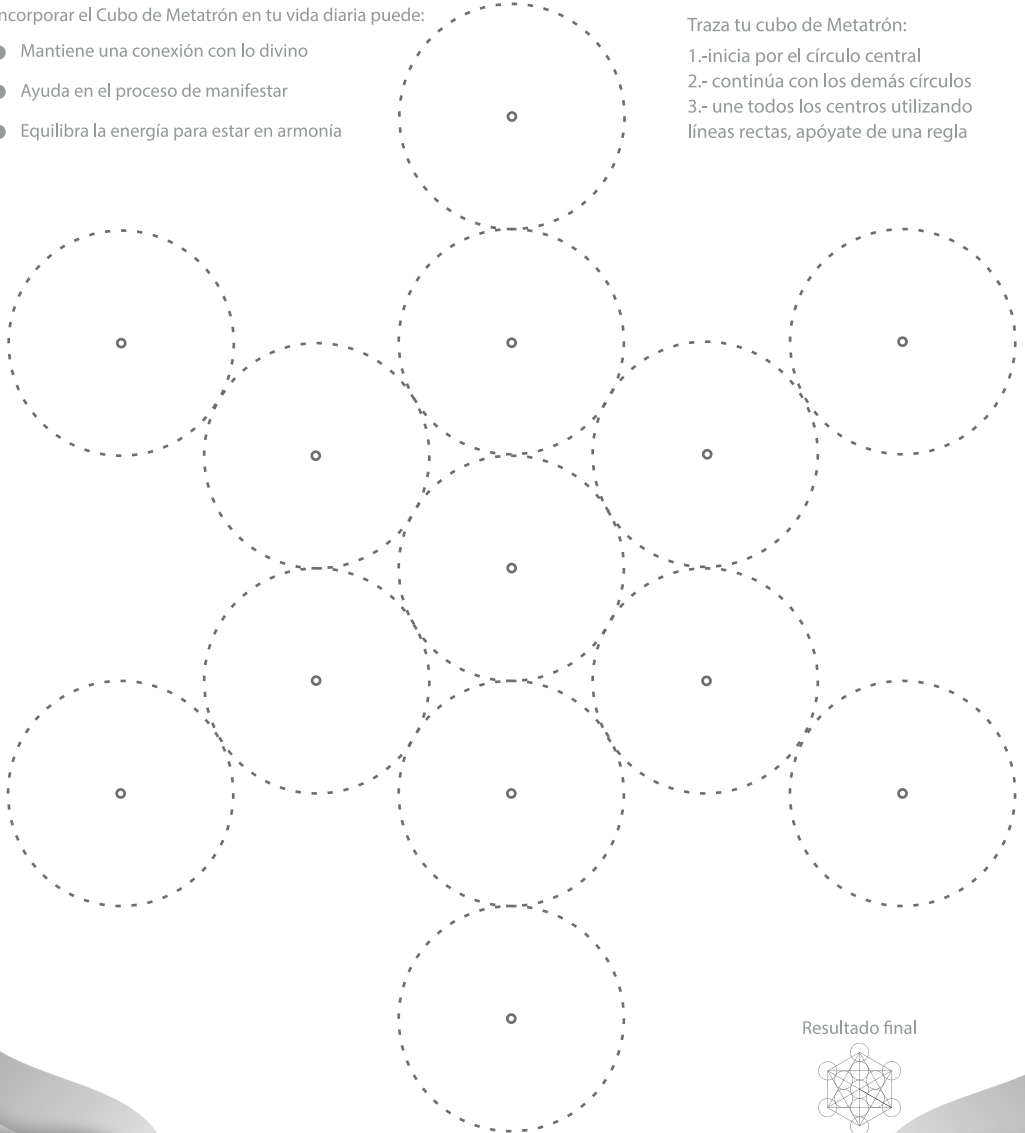 ncorporar el Cubo de Metatrón en tu vida diaria puede:
Mantiene una conexión con lo divino
Ayuda en el proceso de manifestar
Equilibra la energía para estar en armonía
Traza tu cubo de Metatrón:
1.-inicia por el círculo central
2.- continúa con los demás círculos
3.- une todos los centros utilizando
líneas rectas, apóyate de una regla
Resultado final